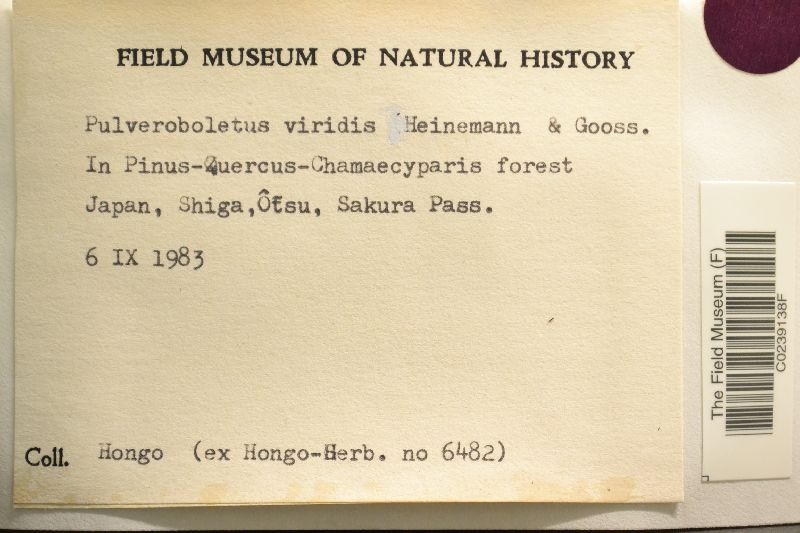 FIELD MUSEUM OF NATURAL HISTORY
Pulveroboletus viridis Heinemann & Gooss.
In Pinus-Quercus-Chamaecyparis forest
Japan, Shiga, Ôtsu, Sakura Pass.
6 IX 1983
Coll. Hongo (ex Hongo-Herb. no 6482)
The Field Museum (F)
C0239138F